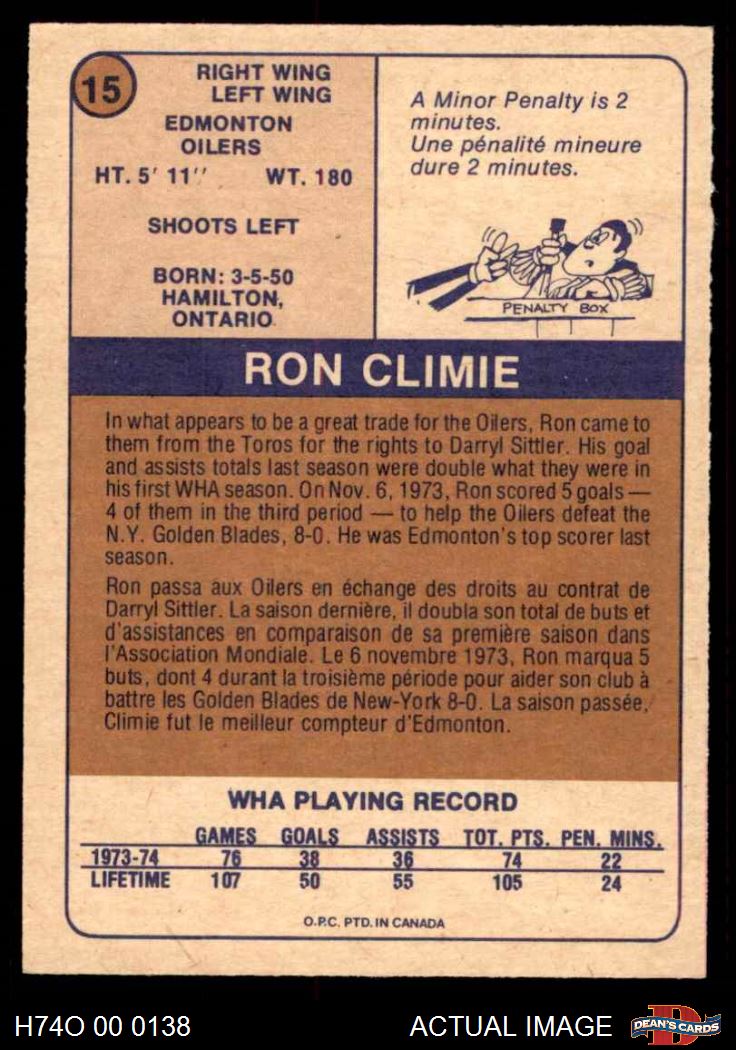 15
RIGHT WING
LEFT WING
EDMONTON
OILERS
HT. 5' 11'' WT. 180
SHOOTS LEFT
BORN: 3-5-50
HAMILTON,
ONTARIO
A Minor Penalty is 2
minutes.
Une pénalité mineure
dure 2 minutes.
PENALTY BOX
RON CLIMIE
In what appears to be a great trade for the Oilers, Ron came to
them from the Toros for the rights to Darryl Sittler. His goal
and assists totals last season were double what they were in
his first WHA season. On Nov. 6, 1973, Ron scored 5 goals —
4 of them in the third period — to help the Oilers defeat the
N.Y. Golden Blades, 8-0. He was Edmonton's top scorer last
season.
Ron passa aux Oilers en échange des droits au contrat de
Darryl Sittler. La saison dernière, il doubla son total de buts et
d'assistances en comparaison de sa première saison dans
l'Association Mondiale. Le 6 novembre 1973, Ron marqua 5
buts, dont 4 durant la troisième période pour aider son club à
battre les Golden Blades de New-York 8-0. La saison passée,
Climie fut le meilleur compteur d'Edmonton.
WHA PLAYING RECORD
GAMES GOALS ASSISTS TOT. PTS. PEN. MINS.
1973-74 76 38 36 74 22
LIFETIME 107 50 55 105 24
O.P.C. PTD. IN CANADA
H74O 00 0138 ACTUAL IMAGE DEAN'S CARDS